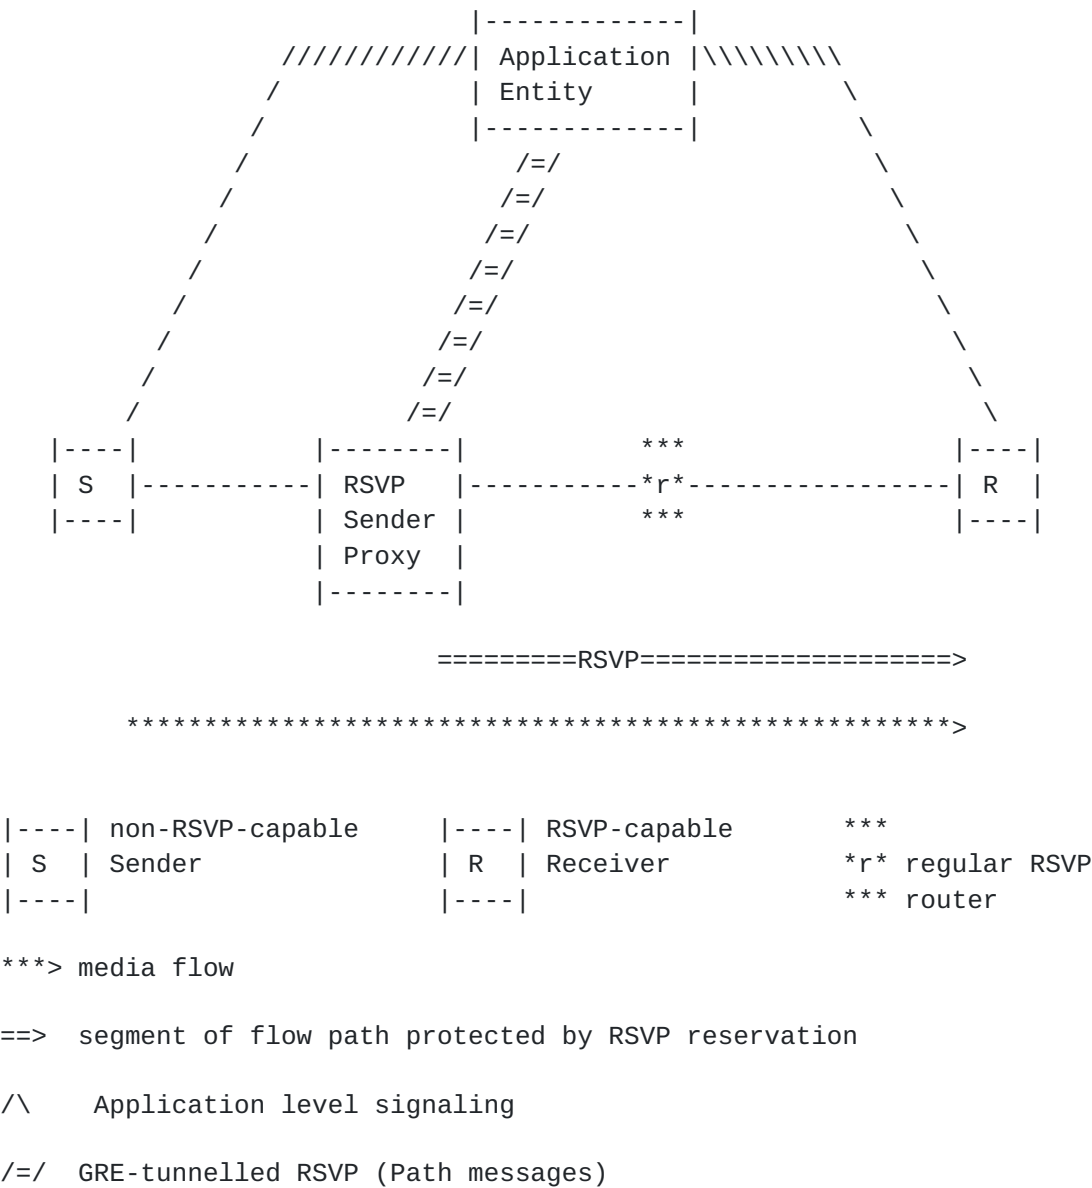 |-------------|
                  ////////////| Application |\\\\\\\\\
                 /            | Entity      |         \
                /             |-------------|          \
               /                 /=/                    \
              /                 /=/                      \
             /                 /=/                        \
            /                 /=/                          \
           /                 /=/                            \
          /                 /=/                              \
         /                 /=/                                \
        /                 /=/                                  \
   |----|           |--------|           ***                 |----|
   | S  |-----------| RSVP   |-----------*r*-----------------| R  |
   |----|           | Sender |           ***                 |----|
                    | Proxy  |
                    |--------|

                            =========RSVP====================>

        *****************************************************>

|----| non-RSVP-capable     |----| RSVP-capable       ***
| S  | Sender               | R  | Receiver           *r* regular RSVP
|----|                      |----|                    *** router

***> media flow

==>  segment of flow path protected by RSVP reservation

/\    Application level signaling

/=/  GRE-tunnelled RSVP (Path messages)